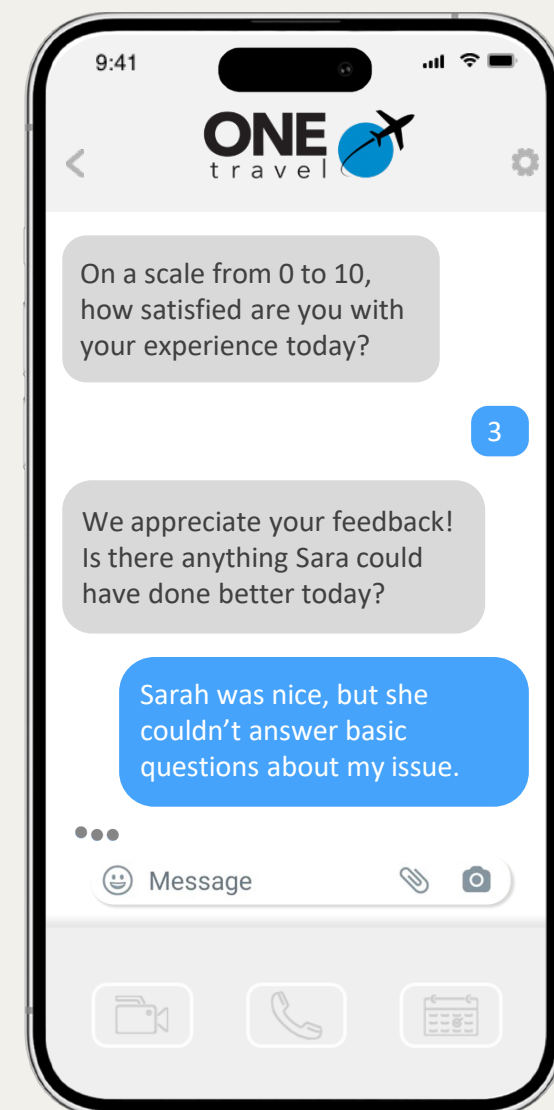 9:41
ONE
travel
On a scale from 0 to 10,
how satisfied are you with
your experience today?
3
We appreciate your feedback!
Is there anything Sara could
have done better today?
Sarah was nice, but she
couldn’t answer basic
questions about my issue.
Message